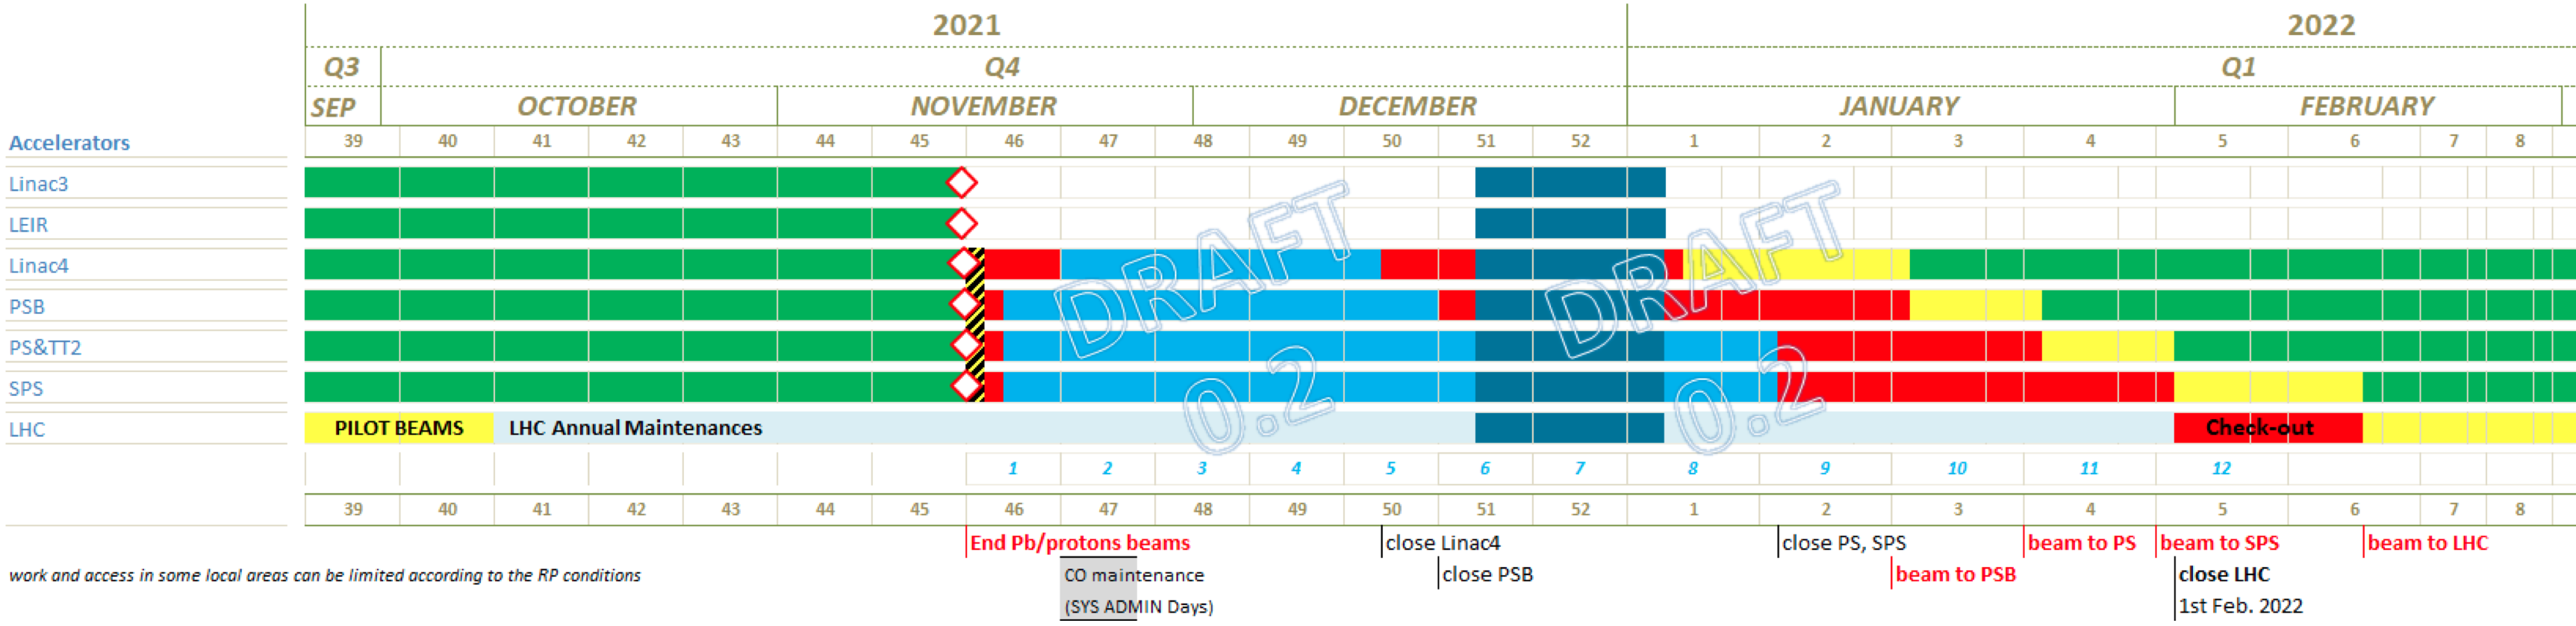 2021 2022
Q3 Q4 Q1
SEP OCTOBER NOVEMBER DECEMBER JANUARY FEBRUARY
Accelerators 39 40 41 42 43 44 45 46 47 48 49 50 51 52 1 2 3 4 5 6 7 8
Linac3
LEIR
Linac4
PSB
PS&TT2
SPS
LHC PILOT BEAMS LHC Annual Maintenances Check-out
DRAFT
0.2
DRAFT
0.2
1 2 3 4 5 6 7 8 9 10 11 12
39 40 41 42 43 44 45 46 47 48 49 50 51 52 1 2 3 4 5 6 7 8
End Pb/protons beams close Linac4 close PS, SPS beam to PS beam to SPS beam to LHC
work and access in some local areas can be limited according to the RP conditions CO maintenance close PSB beam to PSB close LHC
(SYS ADMIN Days) 1st Feb. 2022